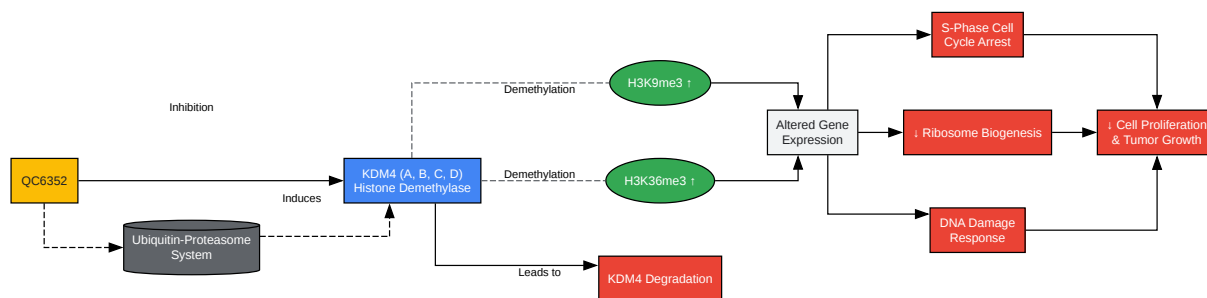 S-Phase Cell
Cycle Arrest
H3K9me3 ↑
Demethylation
Inhibition
Altered Gene
Expression
↓ Ribosome Biogenesis
↓ Cell Proliferation
& Tumor Growth
QC6352
KDM4 (A, B, C, D)
Histone Demethylase
Demethylation
H3K36me3 ↑
Induces
Ubiquitin-Proteasome
System
DNA Damage
Response
Leads to
KDM4 Degradation